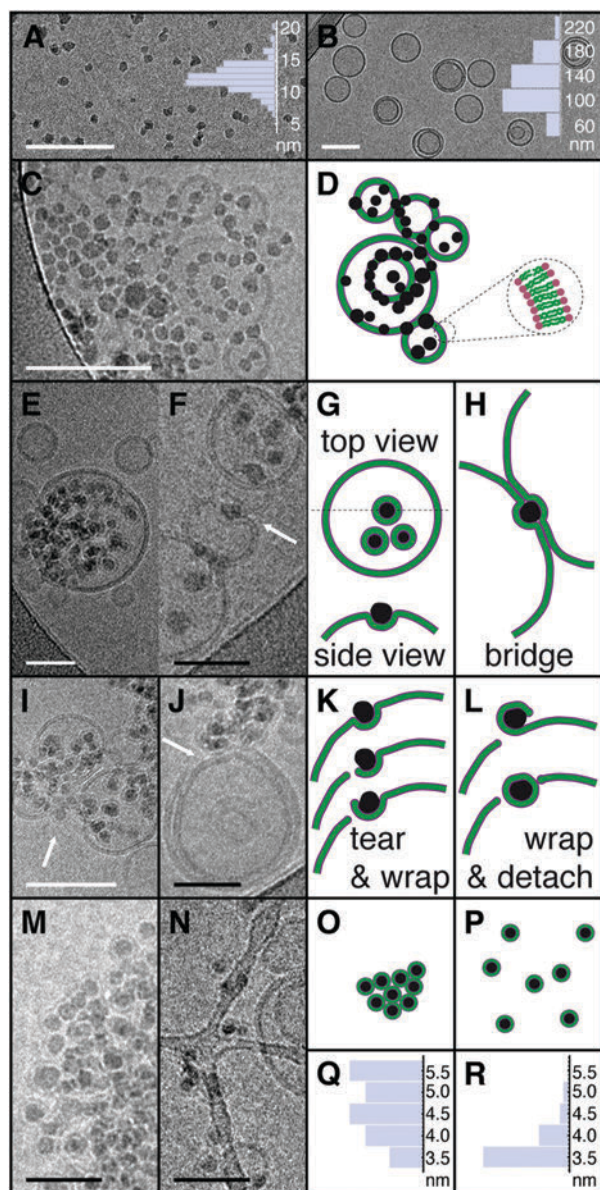 A
20
15
10
5
nm
B
220
180
140
100
60
nm
C
D
E
F
G
top view
side view
H
bridge
I
J
K
tear
& wrap
L
wrap
& detach
M
N
O
P
Q
5.5
5.0
4.5
4.0
3.5
nm
R
5.5
5.0
4.5
4.0
3.5
nm